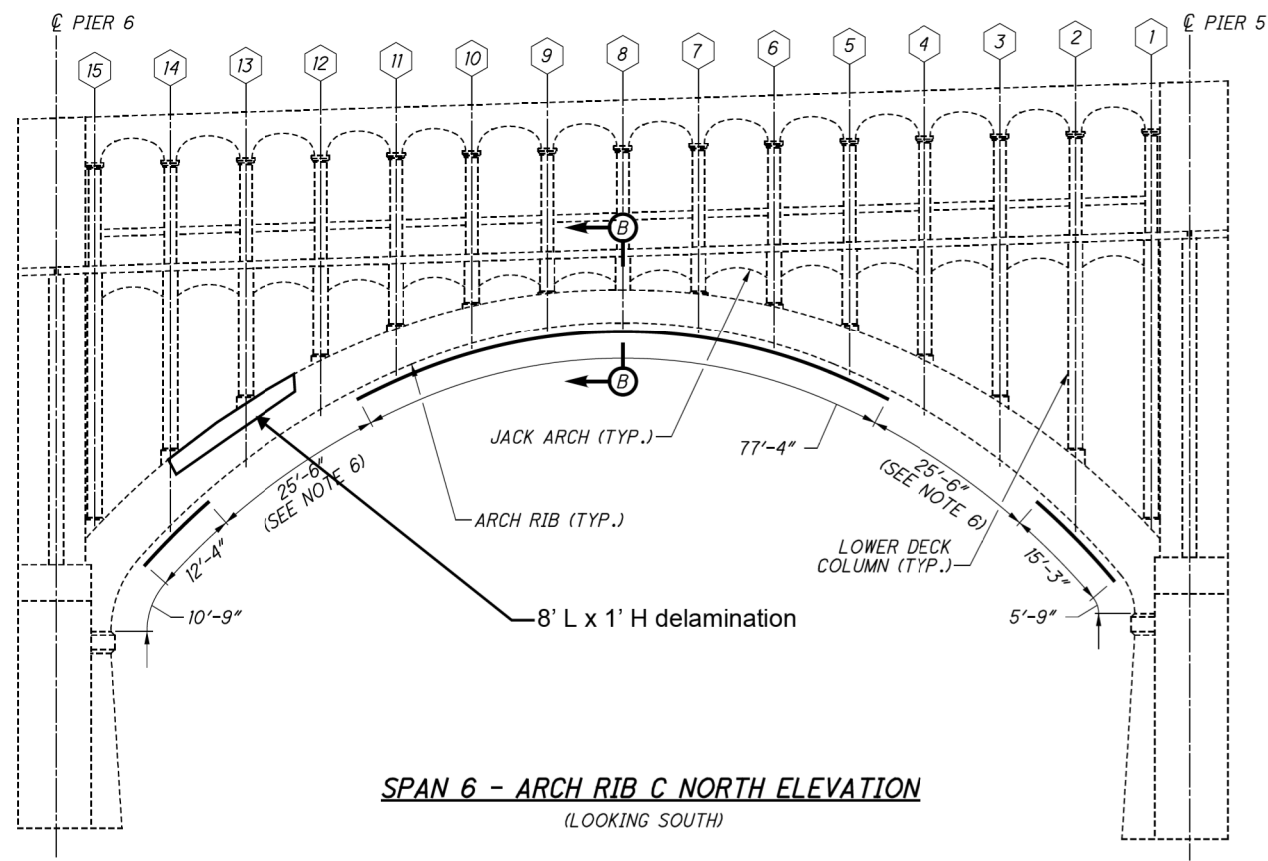 ℄ PIER 6
℄ PIER 5
15
14
13
12
11
10
9
8
7
6
5
4
3
2
1
B
B
JACK ARCH (TYP.)
77'-4"
25'-6"
(SEE NOTE 6)
25'-6"
(SEE NOTE 6)
ARCH RIB (TYP.)
LOWER DECK
COLUMN (TYP.)
12'-4"
15'-3"
10'-9"
8' L x 1' H delamination
5'-9"
SPAN 6 - ARCH RIB C NORTH ELEVATION
(LOOKING SOUTH)